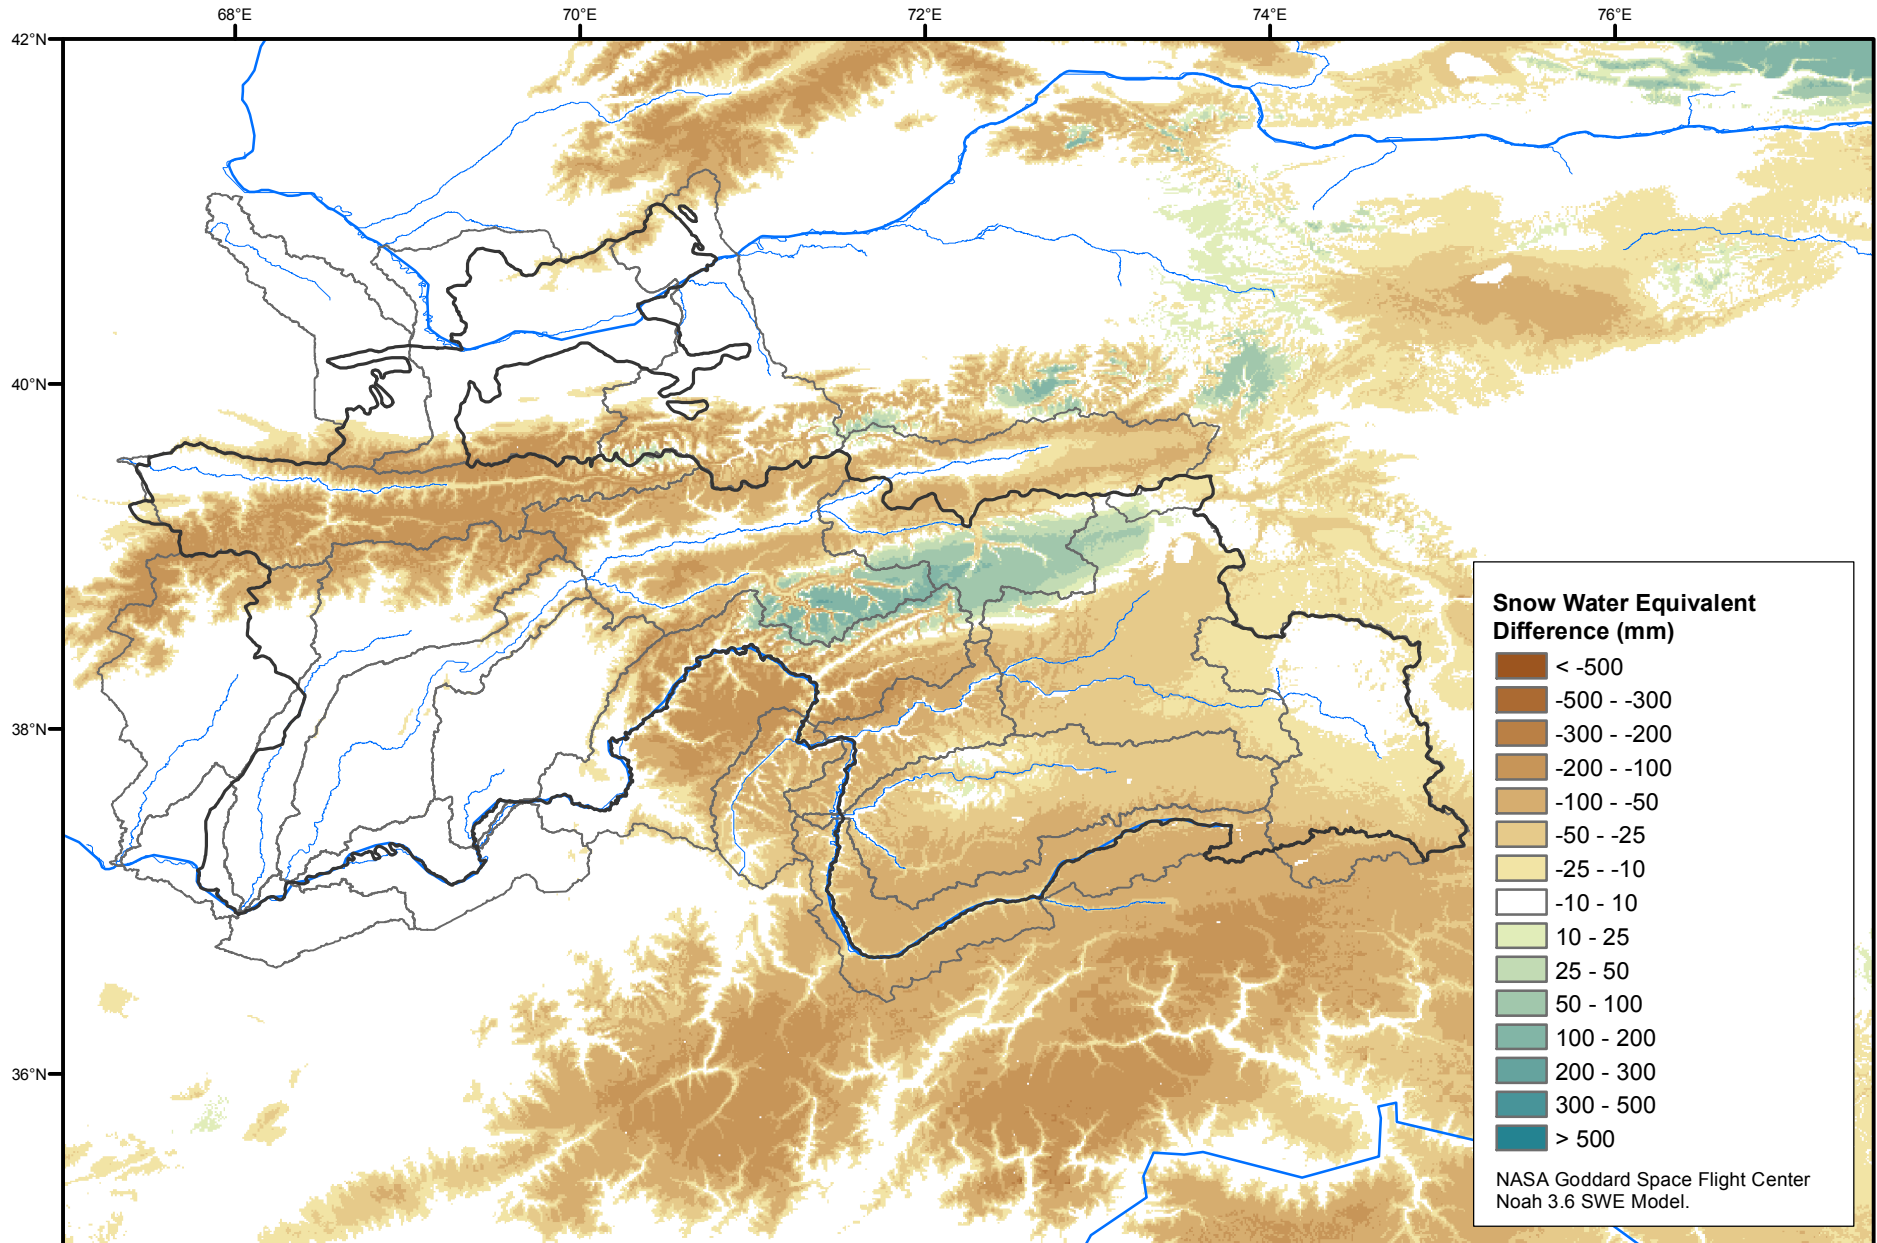 68°E
70°E
72°E
74°E
76°E
42°N
40°N
38°N
36°N
Snow Water Equivalent
Difference (mm)
< -500
-500 - -300
-300 - -200
-200 - -100
-100 - -50
-50 - -25
-25 - -10
-10 - 10
10 - 25
25 - 50
50 - 100
100 - 200
200 - 300
300 - 500
> 500
NASA Goddard Space Flight Center
Noah 3.6 SWE Model.